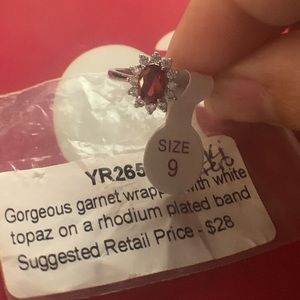 SIZE
9
YR265
Gorgeous garnet wrapp with white
topaz on a rhodium plated band
Suggested Retail Price - $28